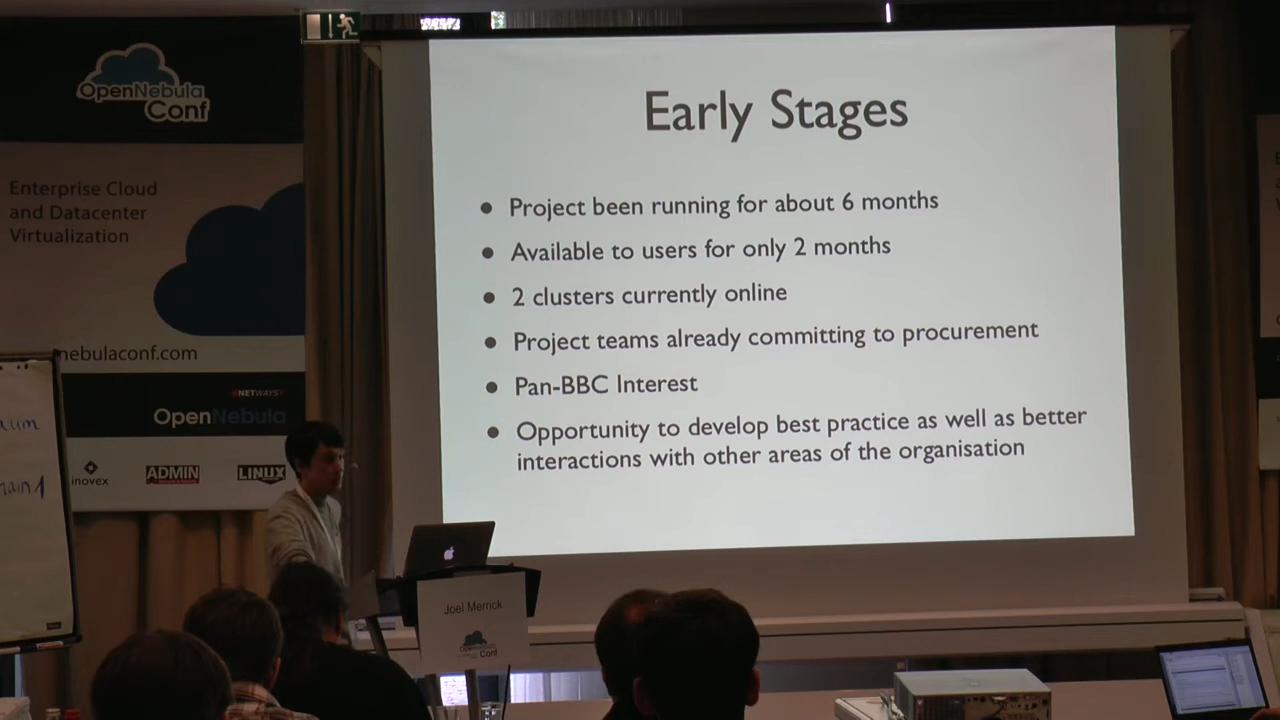 OpenNebula
Conf
Enterprise Cloud
and Datacenter
Virtualization
nebulaconf.com
NETWAYS
OpenNebula
inovex
ADMIN
LINUX
Early Stages
● Project been running for about 6 months
● Available to users for only 2 months
● 2 clusters currently online
● Project teams already committing to procurement
● Pan-BBC Interest
● Opportunity to develop best practice as well as better
interactions with other areas of the organisation
Joel Merrick
OpenNebula
Conf